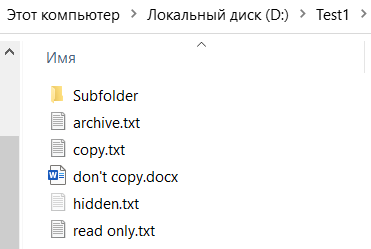 Этот компьютер > Локальный диск (D:) > Test1 >
Имя
Subfolder
archive.txt
copy.txt
don't copy.docx
hidden.txt
read only.txt